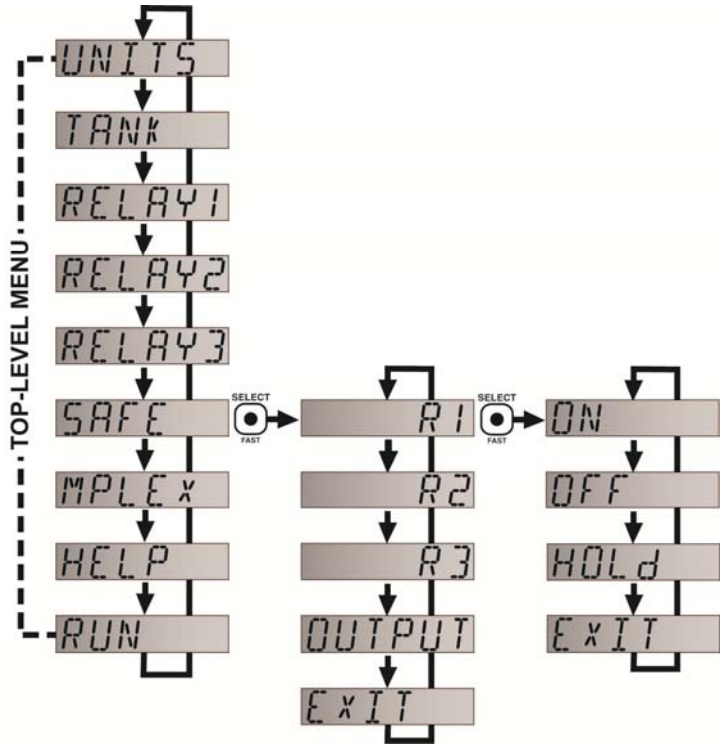 UNITS
TANK
RELAY1
RELAY2
RELAY3
SAFE
MPLEx
HELP
RUN
TOP-LEVEL MENU
SELECT
FAST
R1
R2
R3
OUTPUT
ExIT
SELECT
FAST
ON
OFF
HOLd
ExIT